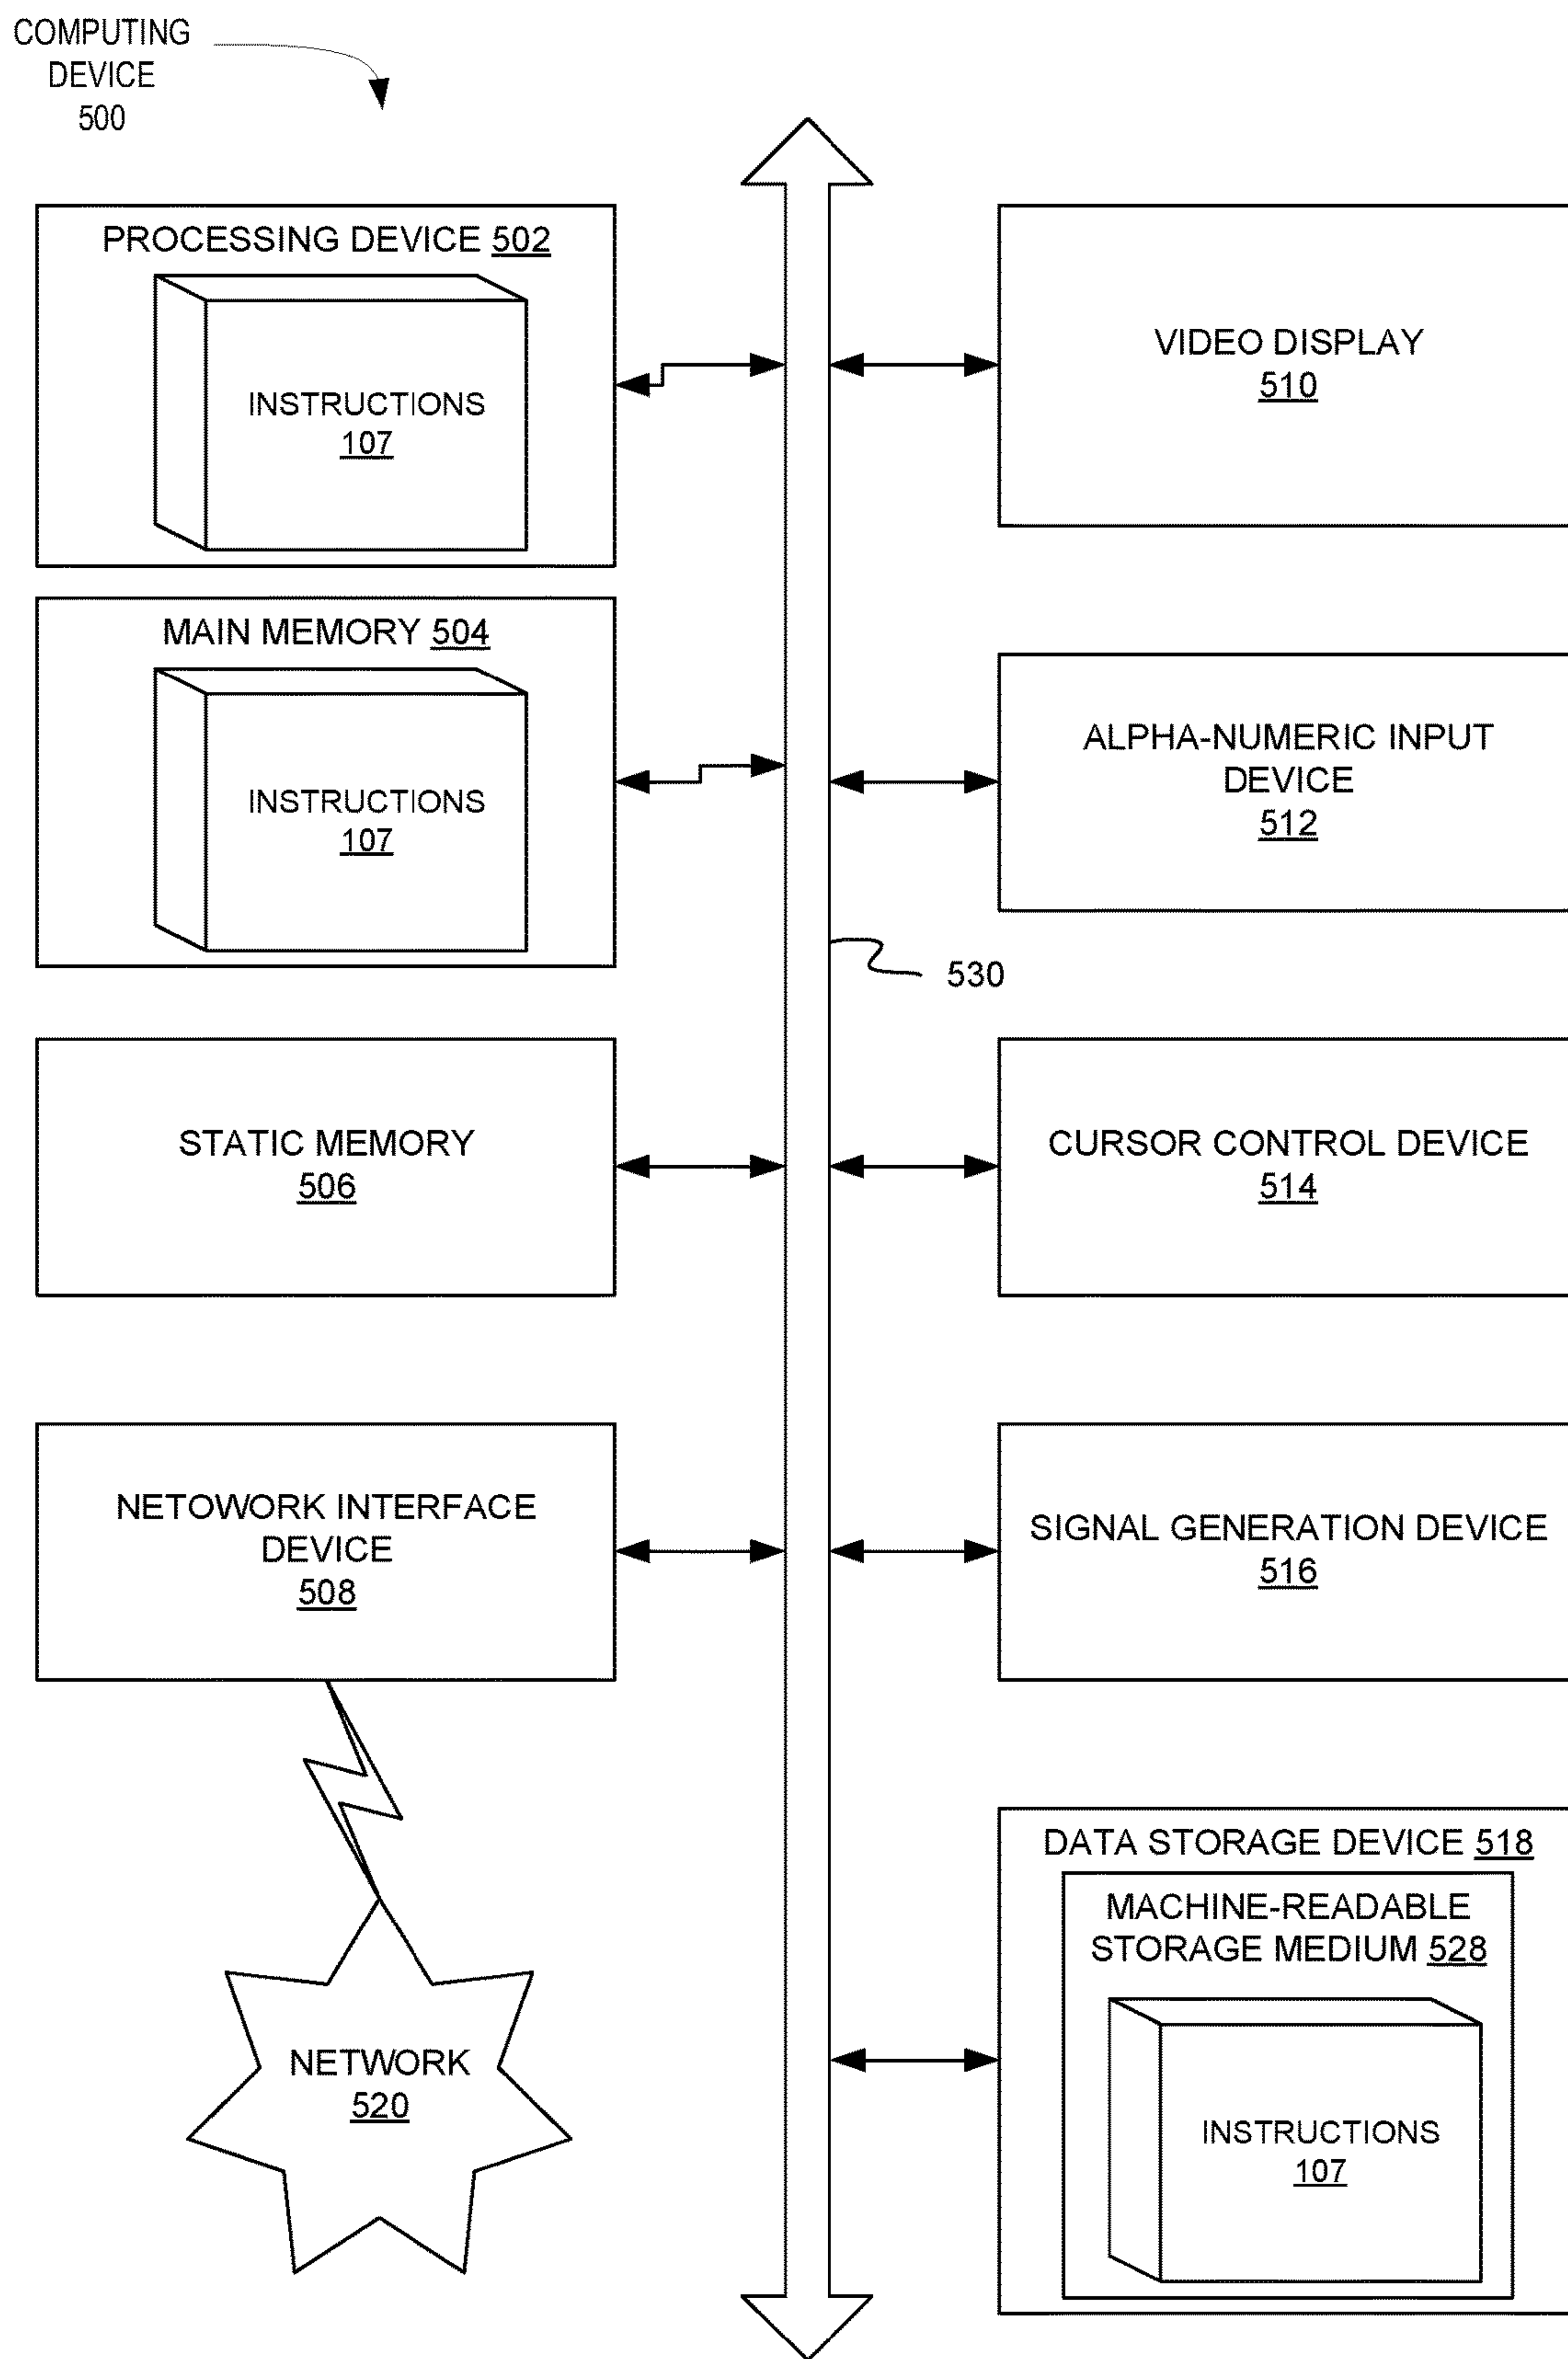 COMPUTING
DEVICE
500
PROCESSING DEVICE 502
INSTRUCTIONS
107
MAIN MEMORY 504
INSTRUCTIONS
107
STATIC MEMORY
506
NETOWORK INTERFACE
DEVICE
508
NETWORK
520
VIDEO DISPLAY
510
ALPHA-NUMERIC INPUT
DEVICE
512
530
CURSOR CONTROL DEVICE
514
SIGNAL GENERATION DEVICE
516
DATA STORAGE DEVICE 518
MACHINE-READABLE
STORAGE MEDIUM 528
INSTRUCTIONS
107